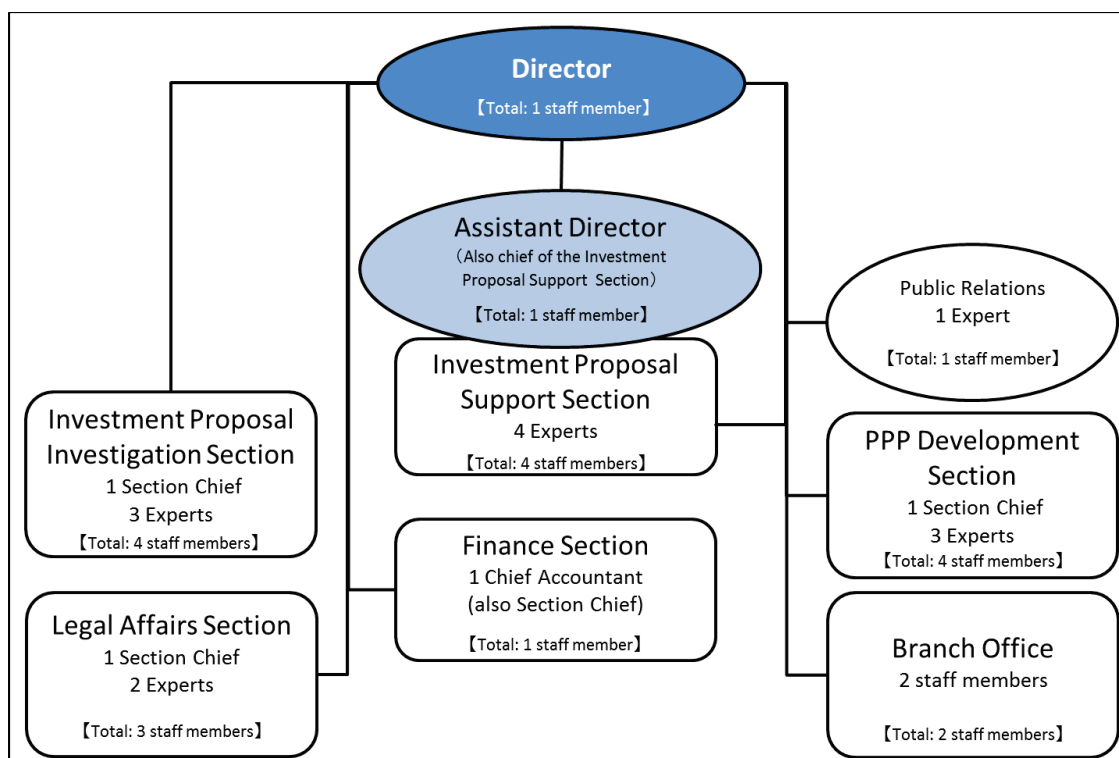 Director
【Total: 1 staff member】
Assistant Director
（Also chief of the Investment
Proposal Support Section）
【Total: 1 staff member】
Public Relations
1 Expert
【Total: 1 staff member】
Investment Proposal
Support Section
4 Experts
【Total: 4 staff members】
Investment Proposal
Investigation Section
1 Section Chief
3 Experts
【Total: 4 staff members】
PPP Development
Section
1 Section Chief
3 Experts
【Total: 4 staff members】
Finance Section
1 Chief Accountant
(also Section Chief)
【Total: 1 staff member】
Legal Affairs Section
1 Section Chief
2 Experts
【Total: 3 staff members】
Branch Office
2 staff members
【Total: 2 staff members】